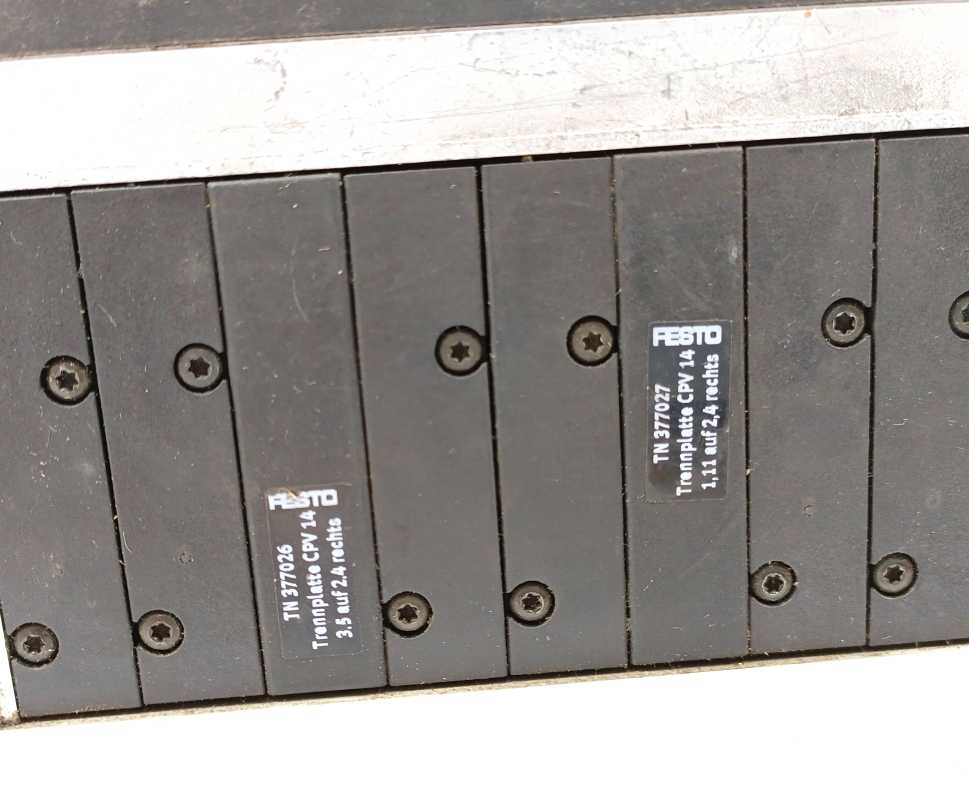 FESTO
TN 377026
Trennplatte CPV 14
3.5 auf 2.4 rechts
FESTO
TN 377027
Trennplatte CPV 14
1,11 auf 2,4 rechts